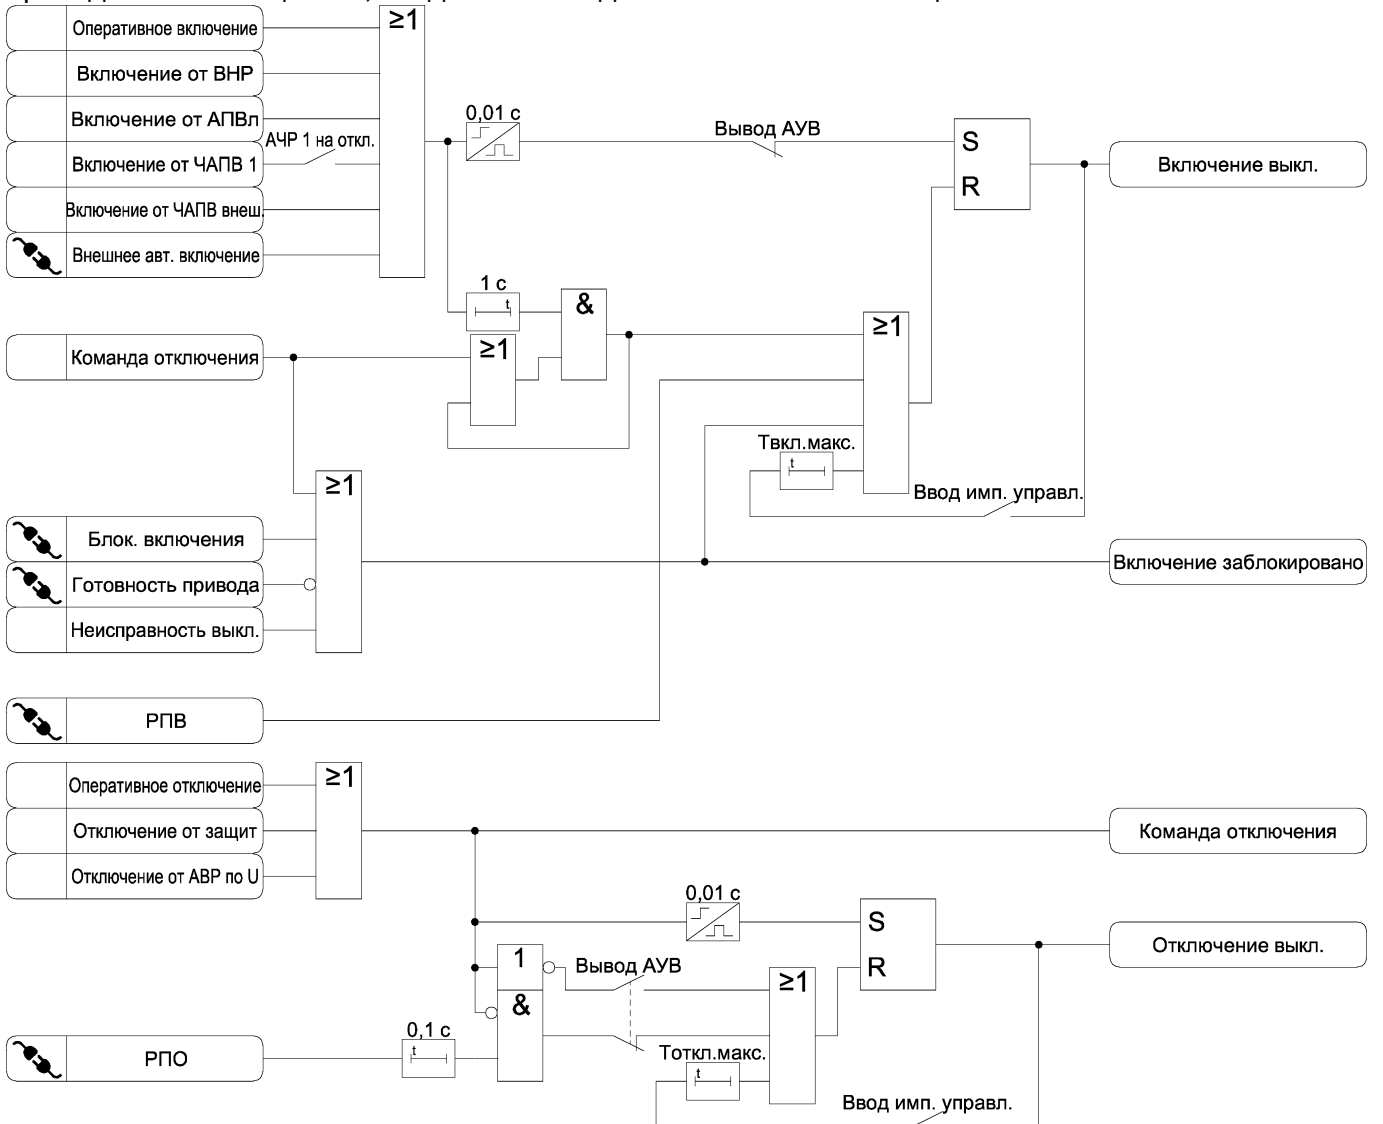 Оперативное включение
Включение от ВНР
Включение от АПВл
Включение от ЧАПВ 1
АЧР 1 на откл.
Включение от ЧАПВ внеш.
Внешнее авт. включение
≥1
0,01 с
Вывод АУВ
S
R
Включение выкл.
1 с
t
&
≥1
Команда отключения
≥1
Твкл.макс.
t
Ввод имп. управл.
≥1
Блок. включения
Готовность привода
Неисправность выкл.
Включение заблокировано
РПВ
Оперативное отключение
Отключение от защит
Отключение от АВР по U
≥1
Команда отключения
0,01 с
S
R
Отключение выкл.
1
&
Вывод АУВ
≥1
РПО
0,1 с
t
Тоткл.макс.
t
Ввод имп. управл.